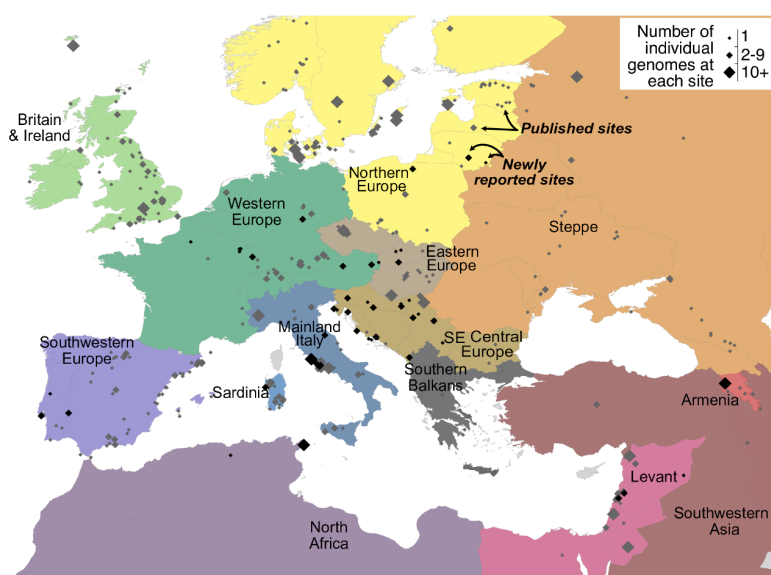 Number of
individual
genomes at
each site
1
2-9
10+
Britain
& Ireland
Published sites
Newly
reported sites
Northern
Europe
Western
Europe
Steppe
Eastern
Europe
Mainland
Italy
SE Central
Europe
Southwestern
Europe
Southern
Balkans
Sardinia
Armenia
Levant
Southwestern
Asia
North
Africa